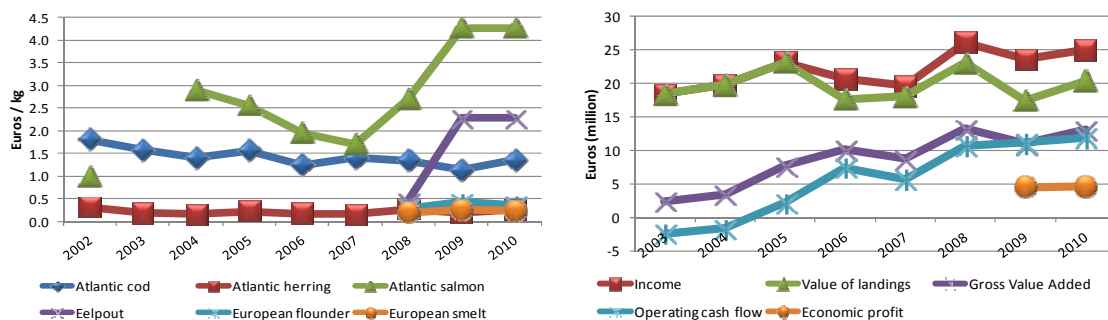 4.5
4.0
3.5
3.0
2.5
2.0
1.5
1.0
0.5
0.0
Euros / kg
2002 2003 2004 2005 2006 2007 2008 2009 2010
Atlantic cod Atlantic herring Atlantic salmon
Eelpout European flounder European smelt
30
25
20
15
10
5
0
-5
Euros (million)
2003 2004 2005 2006 2007 2008 2009 2010
Income Value of landings Gross Value Added
Operating cash flow Economic profit